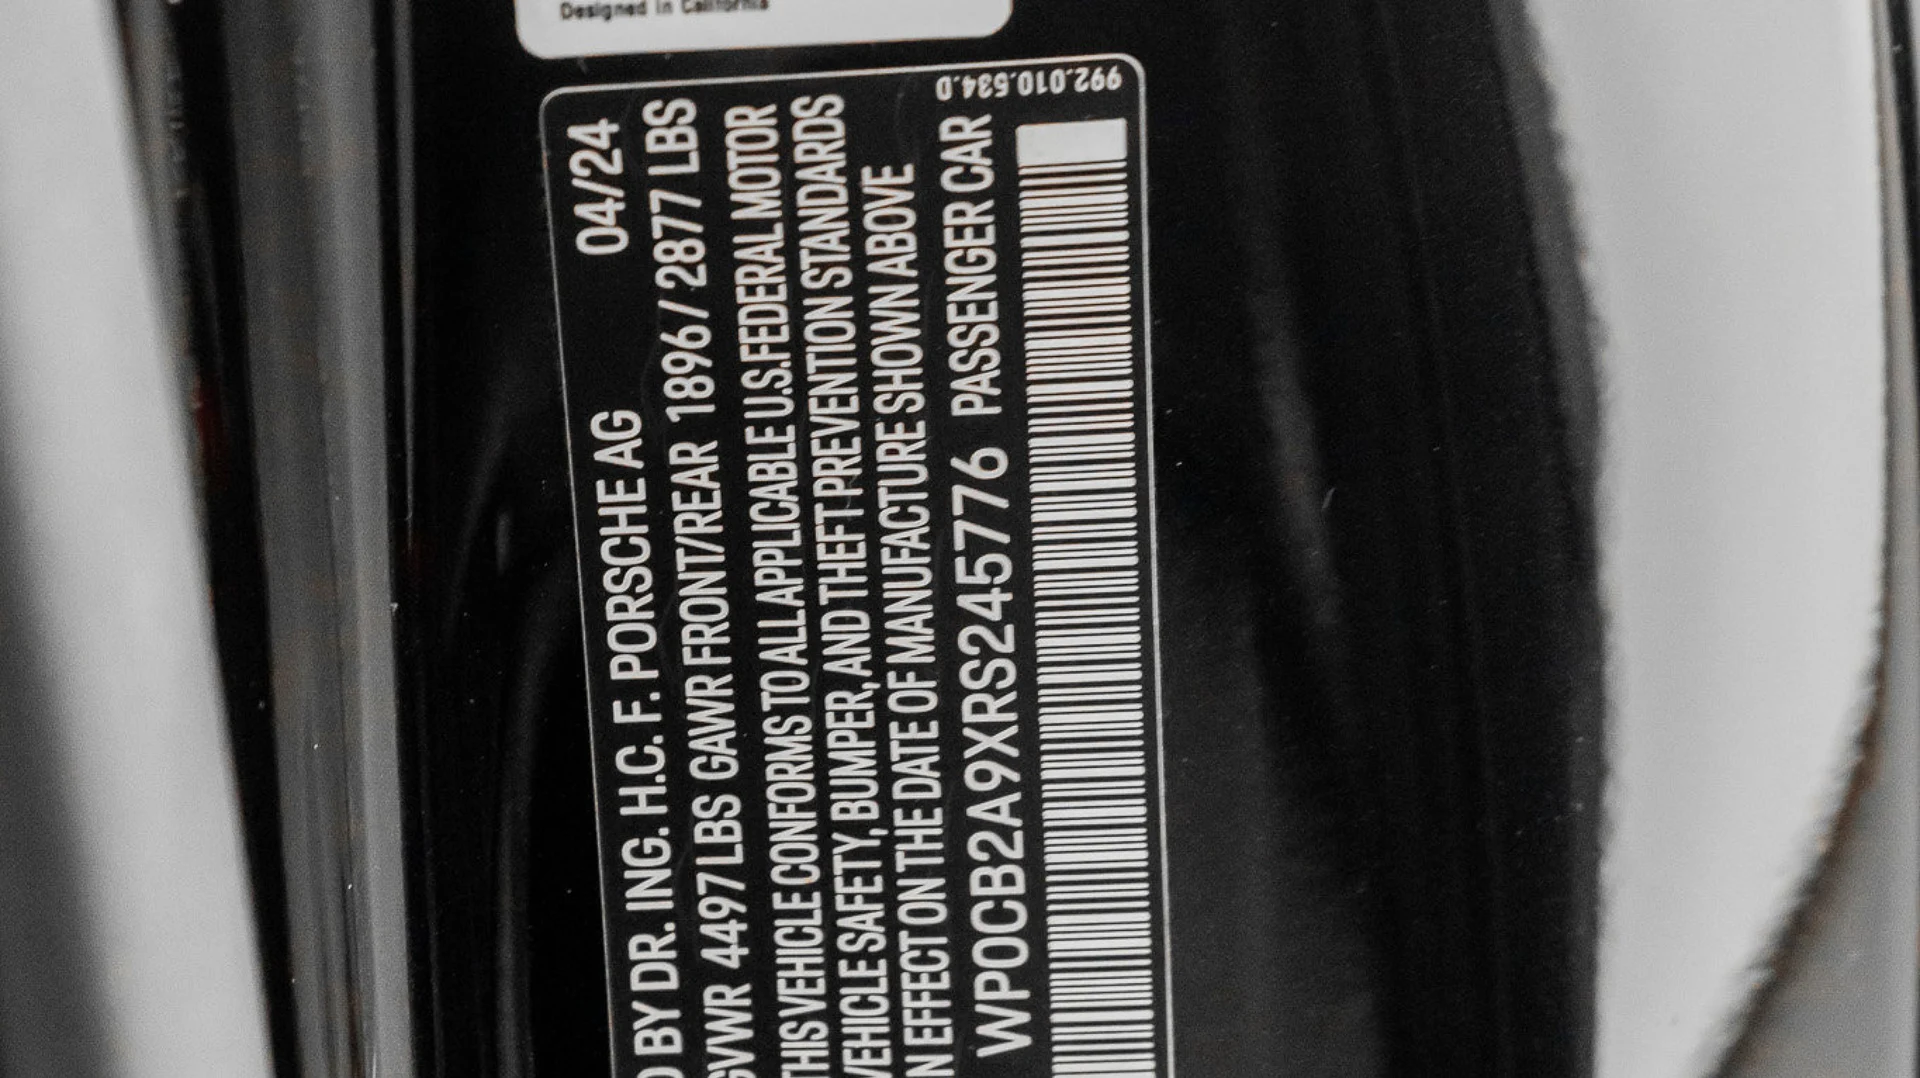 Designed in California
992.010.534.D
D BY DR. ING. H.C. F. PORSCHE AG 04/24
GVWR 4497 LBS GAWR FRONT/REAR 1896 / 2877 LBS
THIS VEHICLE CONFORMS TO ALL APPLICABLE U.S. FEDERAL MOTOR
VEHICLE SAFETY, BUMPER, AND THEFT PREVENTION STANDARDS
N EFFECT ON THE DATE OF MANUFACTURE SHOWN ABOVE
WP0CB2A9XRS245776 PASSENGER CAR